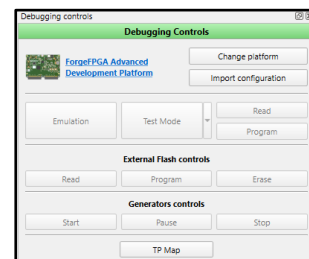 Debugging controls
Debugging Controls
ForgeFPGA Advanced
Development Platform
Change platform
Import configuration
Emulation
Test Mode
Read
Program
External Flash controls
Read
Program
Erase
Generators controls
Start
Pause
Stop
TP Map